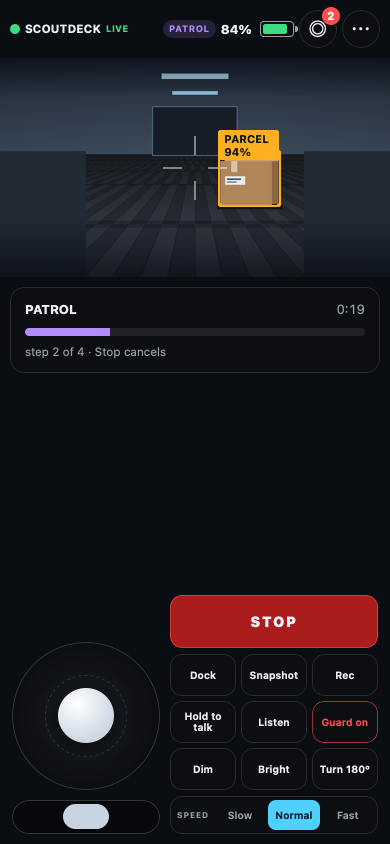 SCOUTDECK LIVE PATROL 84% 2
PARCEL
94%
PATROL 0:19
step 2 of 4 · Stop cancels
STOP
Dock Snapshot Rec
Hold to talk Listen Guard on
Dim Bright Turn 180°
SPEED Slow Normal Fast